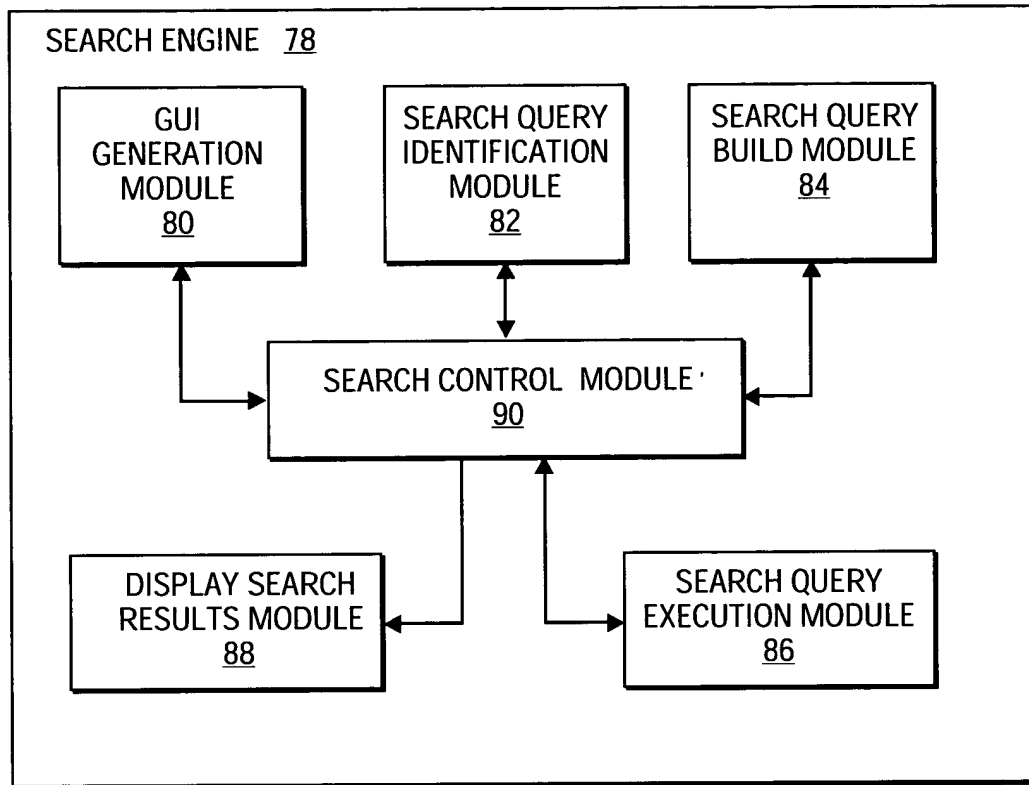 SEARCH ENGINE 78
GUI
GENERATION
MODULE
80
SEARCH QUERY
IDENTIFICATION
MODULE
82
SEARCH QUERY
BUILD MODULE
84
SEARCH CONTROL MODULE
90
DISPLAY SEARCH
RESULTS MODULE
88
SEARCH QUERY
EXECUTION MODULE
86